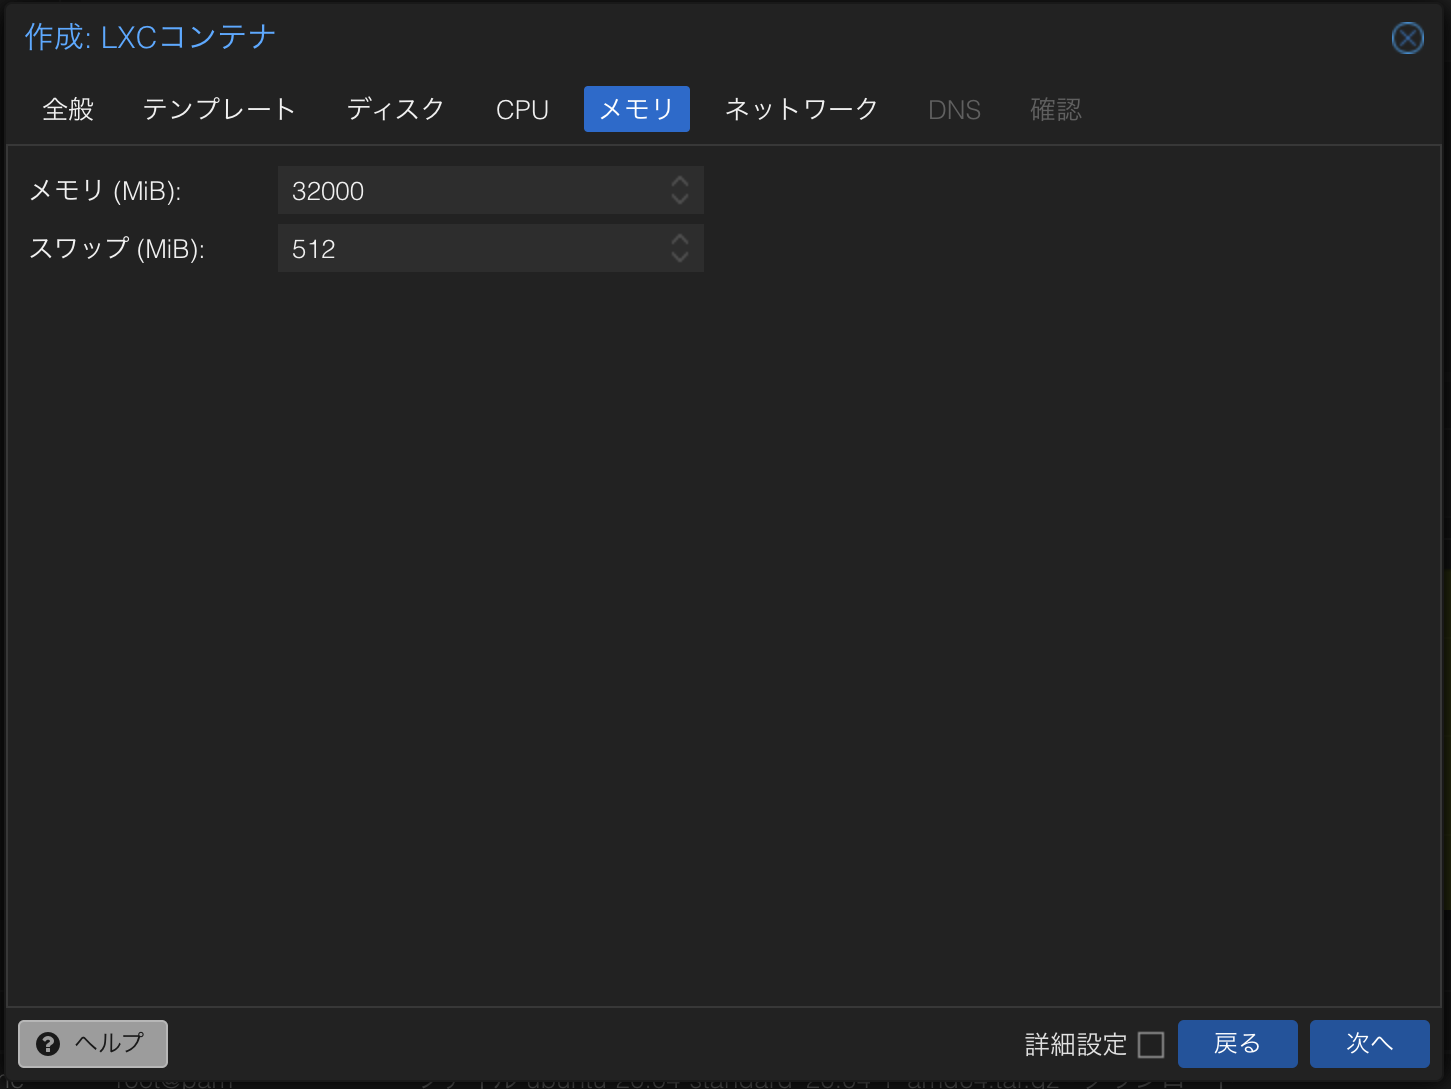 作成: LXCコンテナ
全般 テンプレート ディスク CPU メモリ ネットワーク DNS 確認
メモリ (MiB): 32000
スワップ (MiB): 512
ヘルプ 詳細設定 戻る 次へ